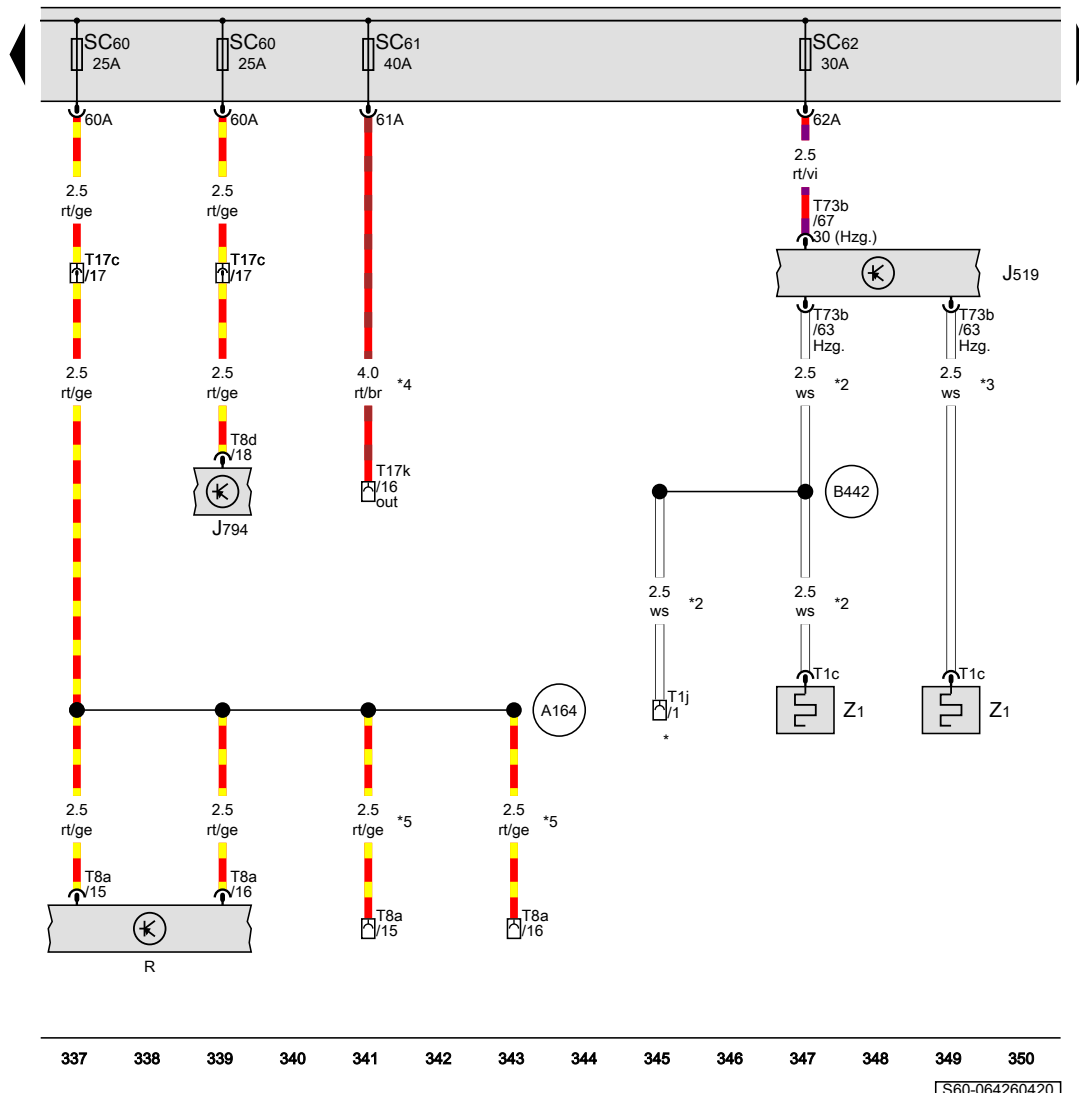 SC60 SC60 SC61 SC62
25A 25A 40A 30A
60A 60A 61A 62A
2.5
rt/vi
2.5 2.5
rt/ge rt/ge
T73b
/67
30 (Hzg.)
T17c T17c
/17 /17
J519
T73b T73b
/63 /63
Hzg. Hzg.
2.5 2.5 4.0 2.5 2.5
rt/ge rt/ge rt/br *4 ws *2 ws *3
T8d
/18
T17k
/16
out
B442
J794
2.5 2.5
ws *2 ws *2
T1c T1c
T1j
/1
*
Z1 Z1
A164
2.5 2.5 2.5 2.5
rt/ge rt/ge rt/ge *5 rt/ge *5
T8a T8a
/15 /16
T8a T8a
/15 /16
R
337 338 339 340 341 342 343 344 345 346 347 348 349 350
S60-064260420